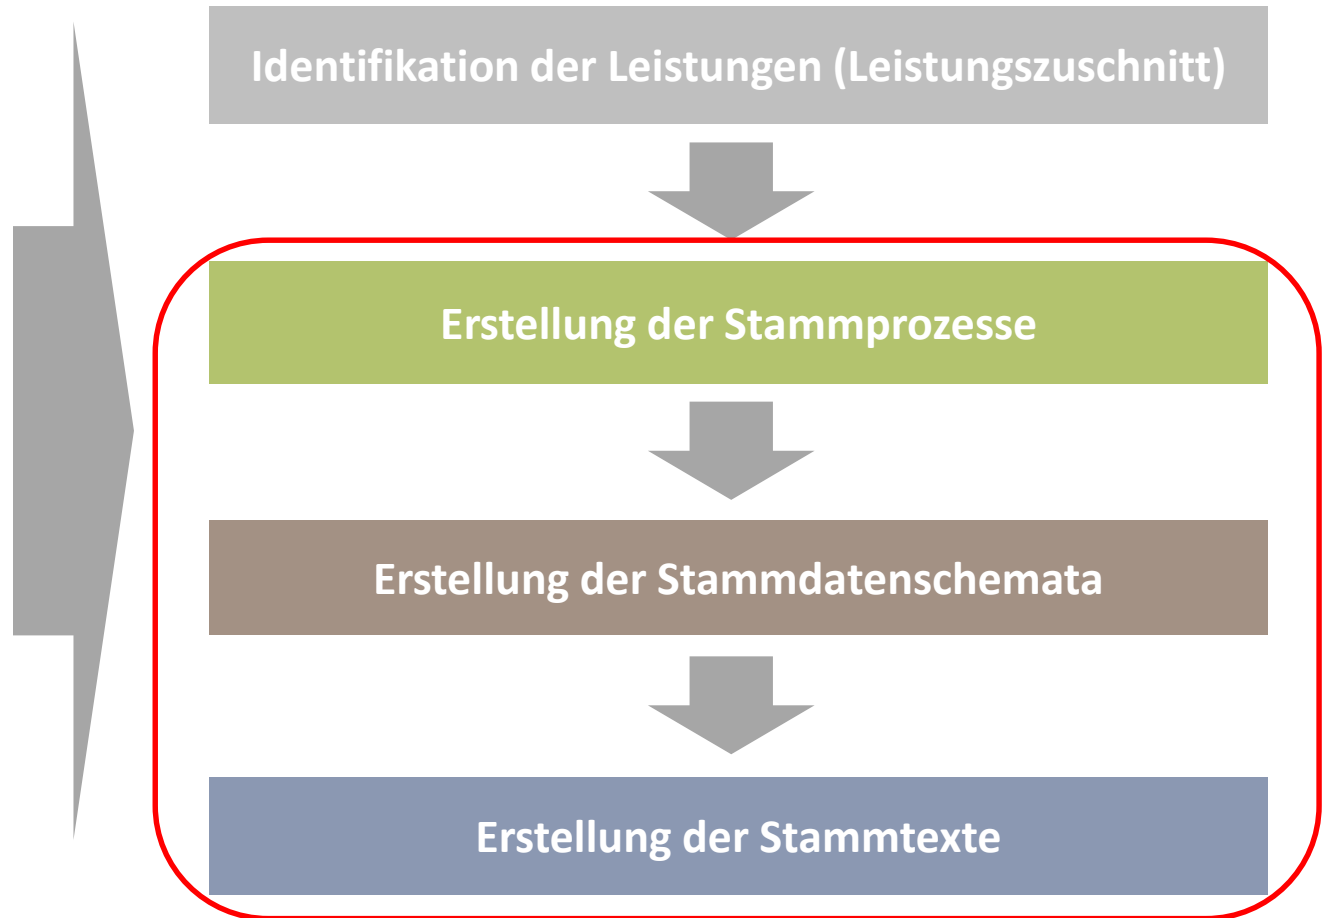 Identifikation der Leistungen (Leistungszuschnitt)
Erstellung der Stammprozesse
Erstellung der Stammdatenschemata
Erstellung der Stammtexte